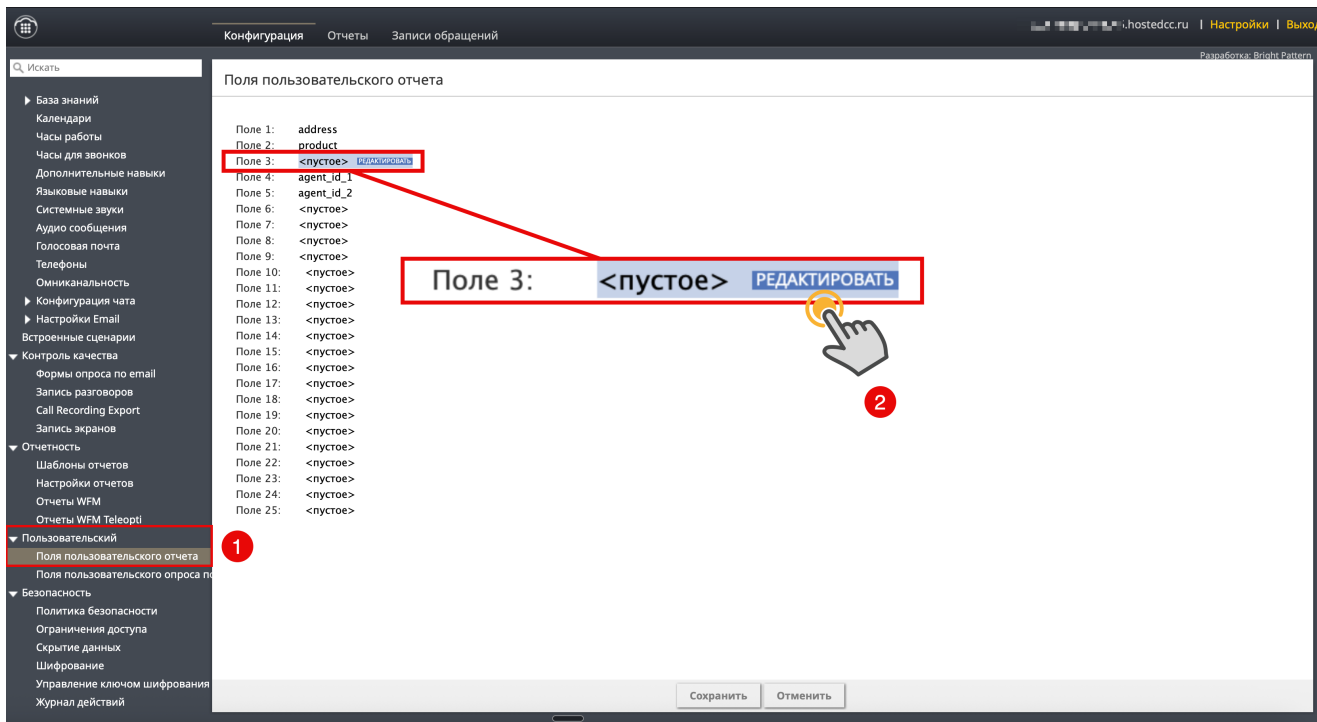 .hostedcc.ru | Настройки | Выход
Конфигурация Отчеты Записи обращений
Разработка: Bright Pattern
Искать
Поля пользовательского отчета
База знаний
Календари
Часы работы
Часы для звонков
Дополнительные навыки
Языковые навыки
Системные звуки
Аудио сообщения
Голосовая почта
Телефоны
Омниканальность
Конфигурация чата
Настройки Email
Встроенные сценарии
Контроль качества
Формы опроса по email
Запись разговоров
Call Recording Export
Запись экранов
Отчетность
Шаблоны отчетов
Настройки отчетов
Отчеты WFM
Отчеты WFM Teleopti
Пользовательский
Поля пользовательского отчета
Поля пользовательского опроса по
Безопасность
Политика безопасности
Ограничения доступа
Скрытие данных
Шифрование
Управление ключом шифрования
Журнал действий
Поле 1: address
Поле 2: product
Поле 3: <пустое> РЕДАКТИРОВАТЬ
Поле 4: agent_id_1
Поле 5: agent_id_2
Поле 6: <пустое>
Поле 7: <пустое>
Поле 8: <пустое>
Поле 9: <пустое>
Поле 10: <пустое>
Поле 11: <пустое>
Поле 12: <пустое>
Поле 13: <пустое>
Поле 14: <пустое>
Поле 15: <пустое>
Поле 16: <пустое>
Поле 17: <пустое>
Поле 18: <пустое>
Поле 19: <пустое>
Поле 20: <пустое>
Поле 21: <пустое>
Поле 22: <пустое>
Поле 23: <пустое>
Поле 24: <пустое>
Поле 25: <пустое>
Поле 3: <пустое> РЕДАКТИРОВАТЬ
2
1
Сохранить Отменить